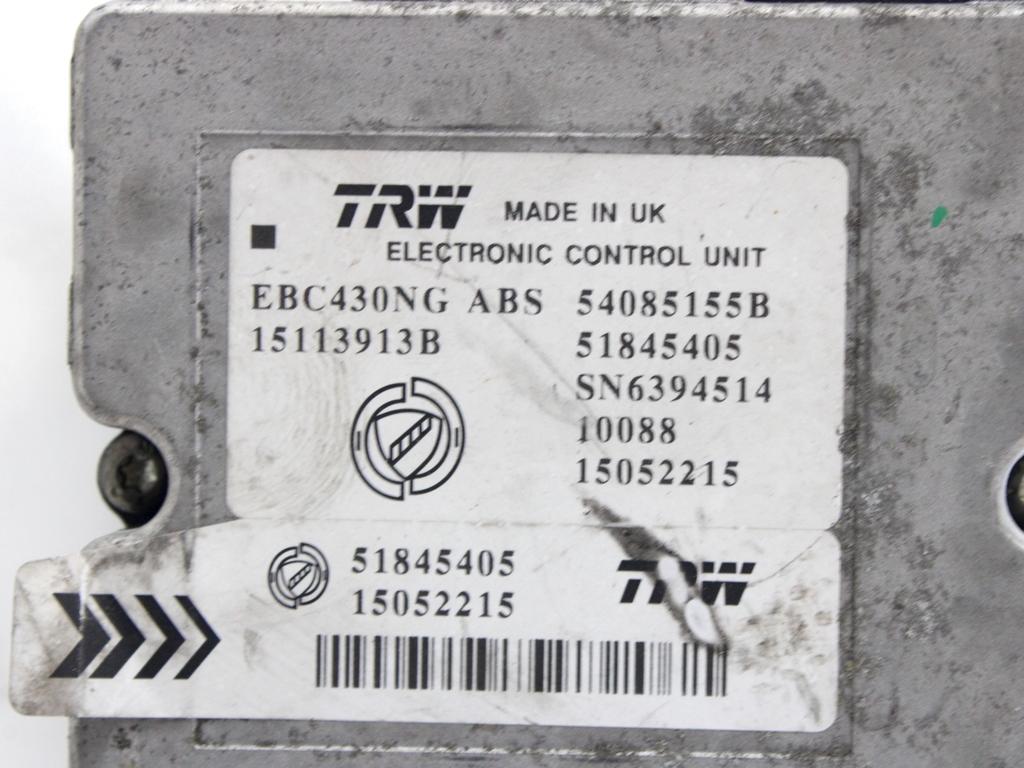 TRW MADE IN UK
ELECTRONIC CONTROL UNIT
EBC430NG ABS 54085155B
15113913B 51845405
SN6394514
10088
15052215
51845405 TRW
15052215